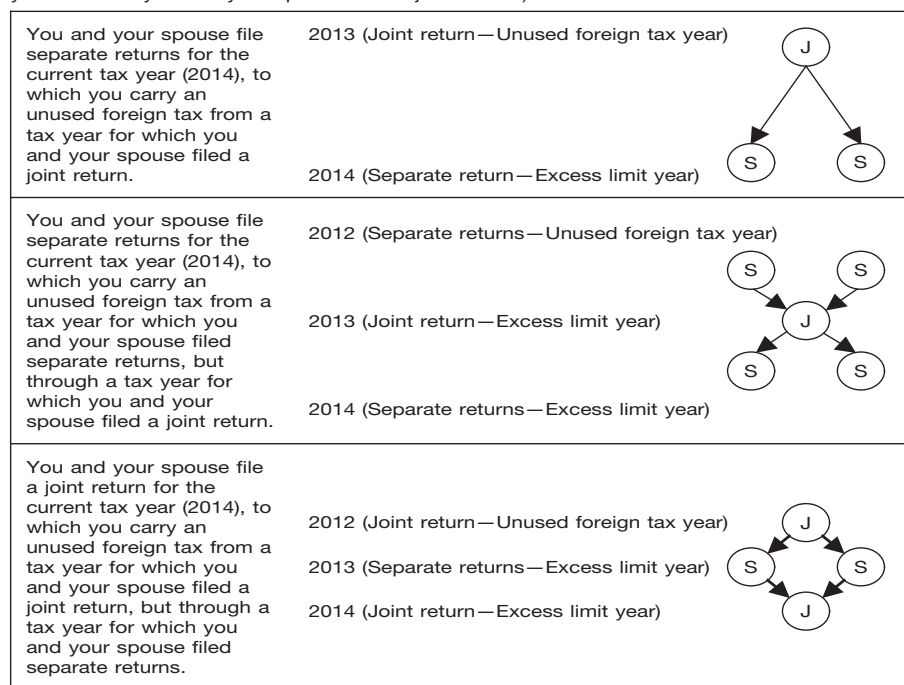 You and your spouse file
separate returns for the
current tax year (2014), to
which you carry an
unused foreign tax from a
tax year for which you
and your spouse filed a
joint return.
2013 (Joint return—Unused foreign tax year)
2014 (Separate return—Excess limit year)
J
S S
You and your spouse file
separate returns for the
current tax year (2014), to
which you carry an
unused foreign tax from a
tax year for which you
and your spouse filed
separate returns, but
through a tax year for
which you and your
spouse filed a joint return.
2012 (Separate returns—Unused foreign tax year)
2013 (Joint return—Excess limit year)
2014 (Separate returns—Excess limit year)
S S
J
S S
You and your spouse file
a joint return for the
current tax year (2014), to
which you carry an
unused foreign tax from a
tax year for which you
and your spouse filed a
joint return, but through a
tax year for which you
and your spouse filed
separate returns.
2012 (Joint return—Unused foreign tax year)
2013 (Separate returns—Excess limit year)
2014 (Joint return—Excess limit year)
J
S S
J